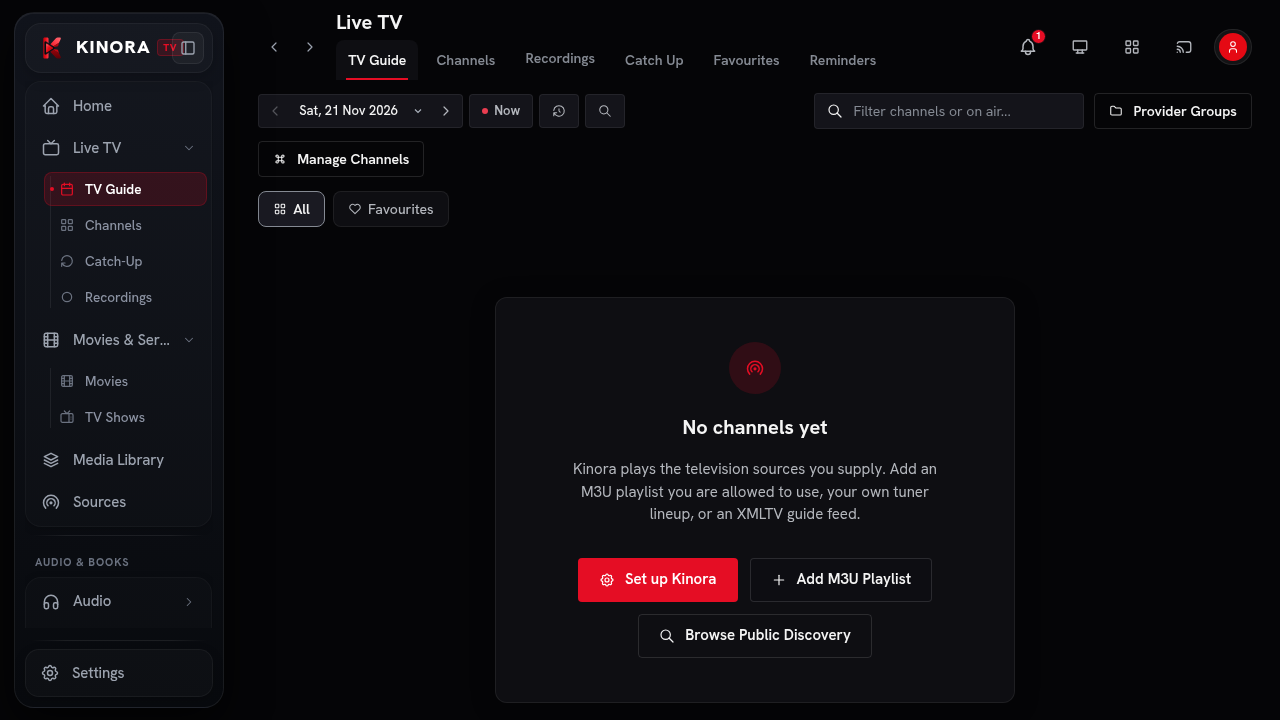 KINORA TV
Home
Live TV
TV Guide
Channels
Catch-Up
Recordings
Movies & Ser...
Movies
TV Shows
Media Library
Sources
AUDIO & BOOKS
Audio
Settings
Live TV
TV Guide
Channels
Recordings
Catch Up
Favourites
Reminders
1
Sat, 21 Nov 2026
Now
Filter channels or on air...
Provider Groups
Manage Channels
All
Favourites
No channels yet
Kinora plays the television sources you supply. Add an
M3U playlist you are allowed to use, your own tuner
lineup, or an XMLTV guide feed.
Set up Kinora
Add M3U Playlist
Browse Public Discovery